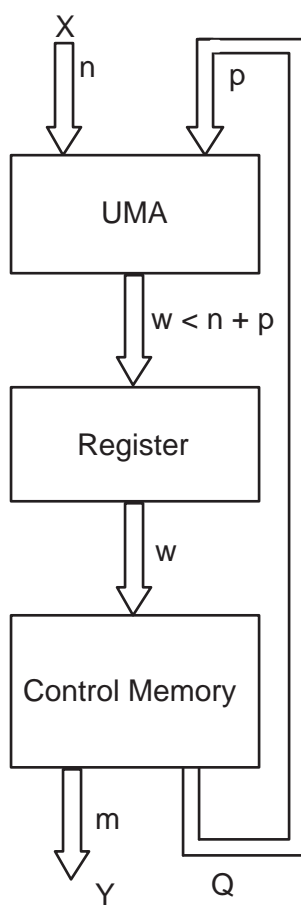 X
n
p
UMA
w < n + p
Register
w
Control Memory
m
Y
Q